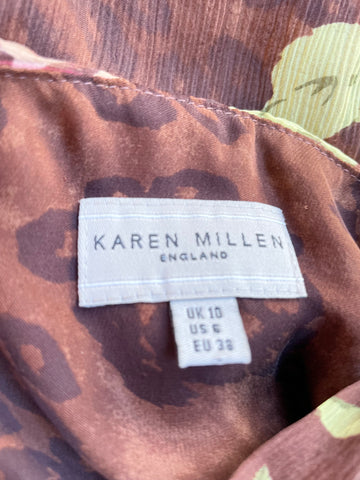 KAREN MILLEN
ENGLAND
UK 10
US 6
EU 38